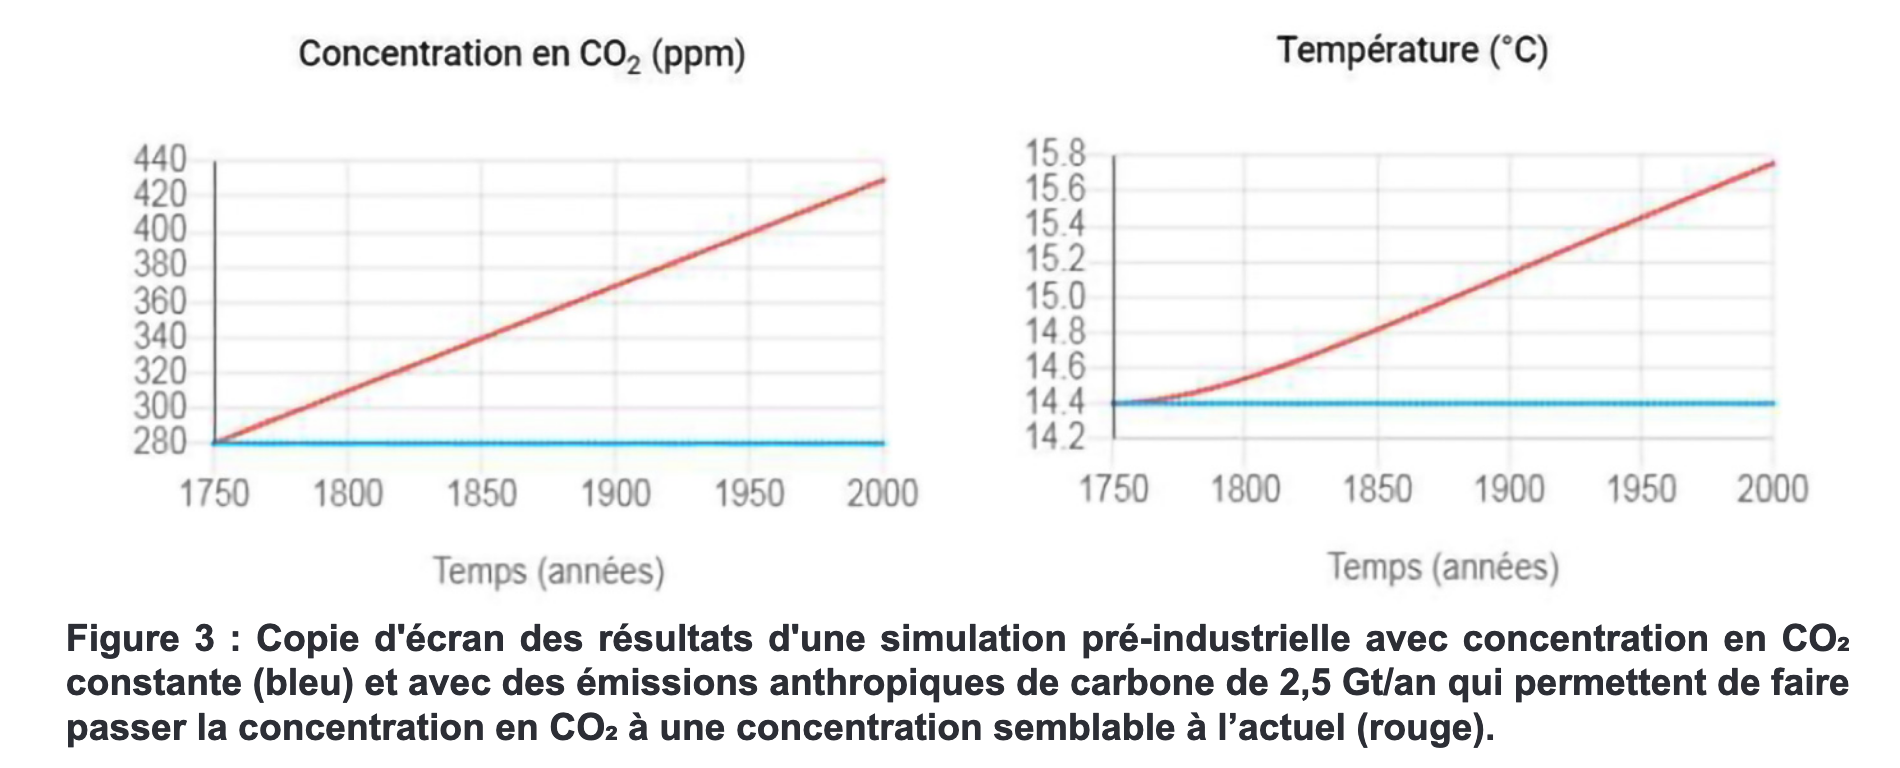 Concentration en CO₂ (ppm)
440
420
400
380
360
340
320
300
280
1750 1800 1850 1900 1950 2000
Temps (années)
Température (°C)
15.8
15.6
15.4
15.2
15.0
14.8
14.6
14.4
14.2
1750 1800 1850 1900 1950 2000
Temps (années)
Figure 3 : Copie d'écran des résultats d'une simulation pré-industrielle avec concentration en CO₂
constante (bleu) et avec des émissions anthropiques de carbone de 2,5 Gt/an qui permettent de faire
passer la concentration en CO₂ à une concentration semblable à l’actuel (rouge).